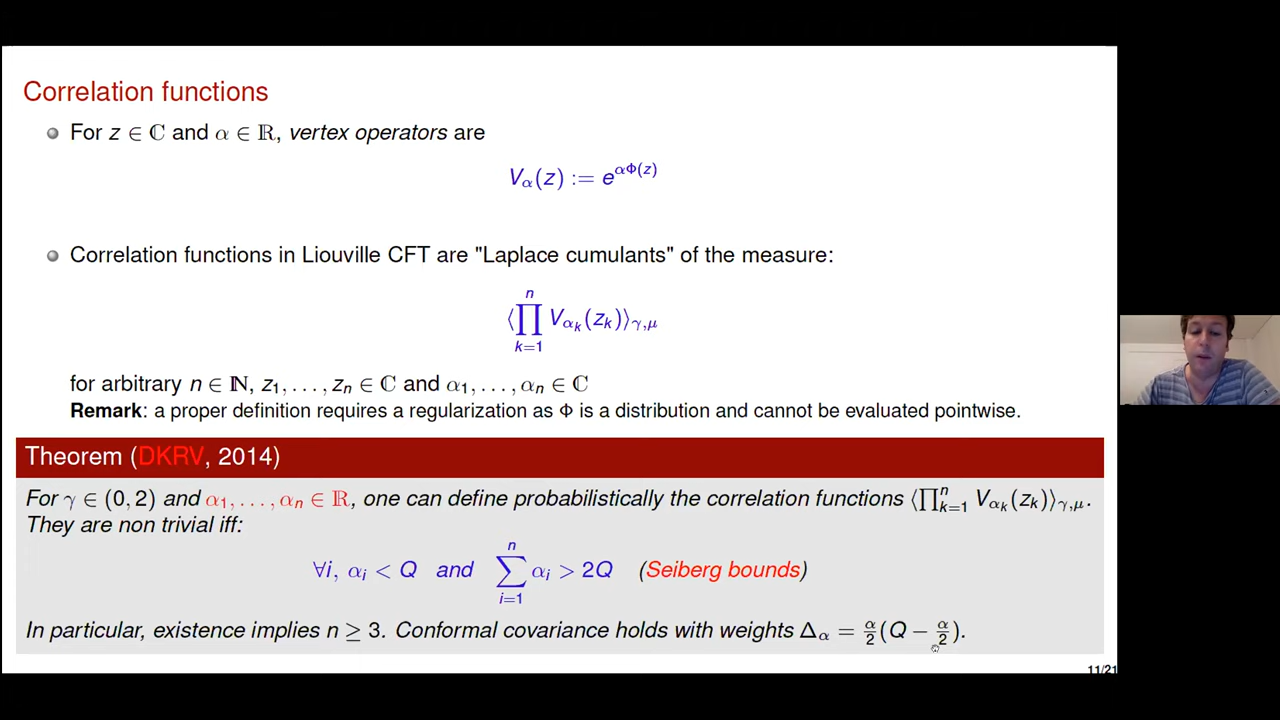 Correlation functions
For z ∈ ℂ and α ∈ ℝ, vertex operators are
V_α(z) := e^{αΦ(z)}
Correlation functions in Liouville CFT are "Laplace cumulants" of the measure:
⟨∏_{k=1}^{n} V_{α_k}(z_k)⟩_{γ,μ}
for arbitrary n ∈ ℕ, z_1, . . . , z_n ∈ ℂ and α_1, . . . , α_n ∈ ℂ
Remark: a proper definition requires a regularization as Φ is a distribution and cannot be evaluated pointwise.
Theorem (DKRV, 2014)
For γ ∈ (0, 2) and α_1, . . . , α_n ∈ ℝ, one can define probabilistically the correlation functions ⟨∏_{k=1}^{n} V_{α_k}(z_k)⟩_{γ,μ}.
They are non trivial iff:
∀i, α_i < Q and ∑_{i=1}^{n} α_i > 2Q (Seiberg bounds)
In particular, existence implies n ≥ 3. Conformal covariance holds with weights Δ_α = α/2(Q − α/2).
11/21